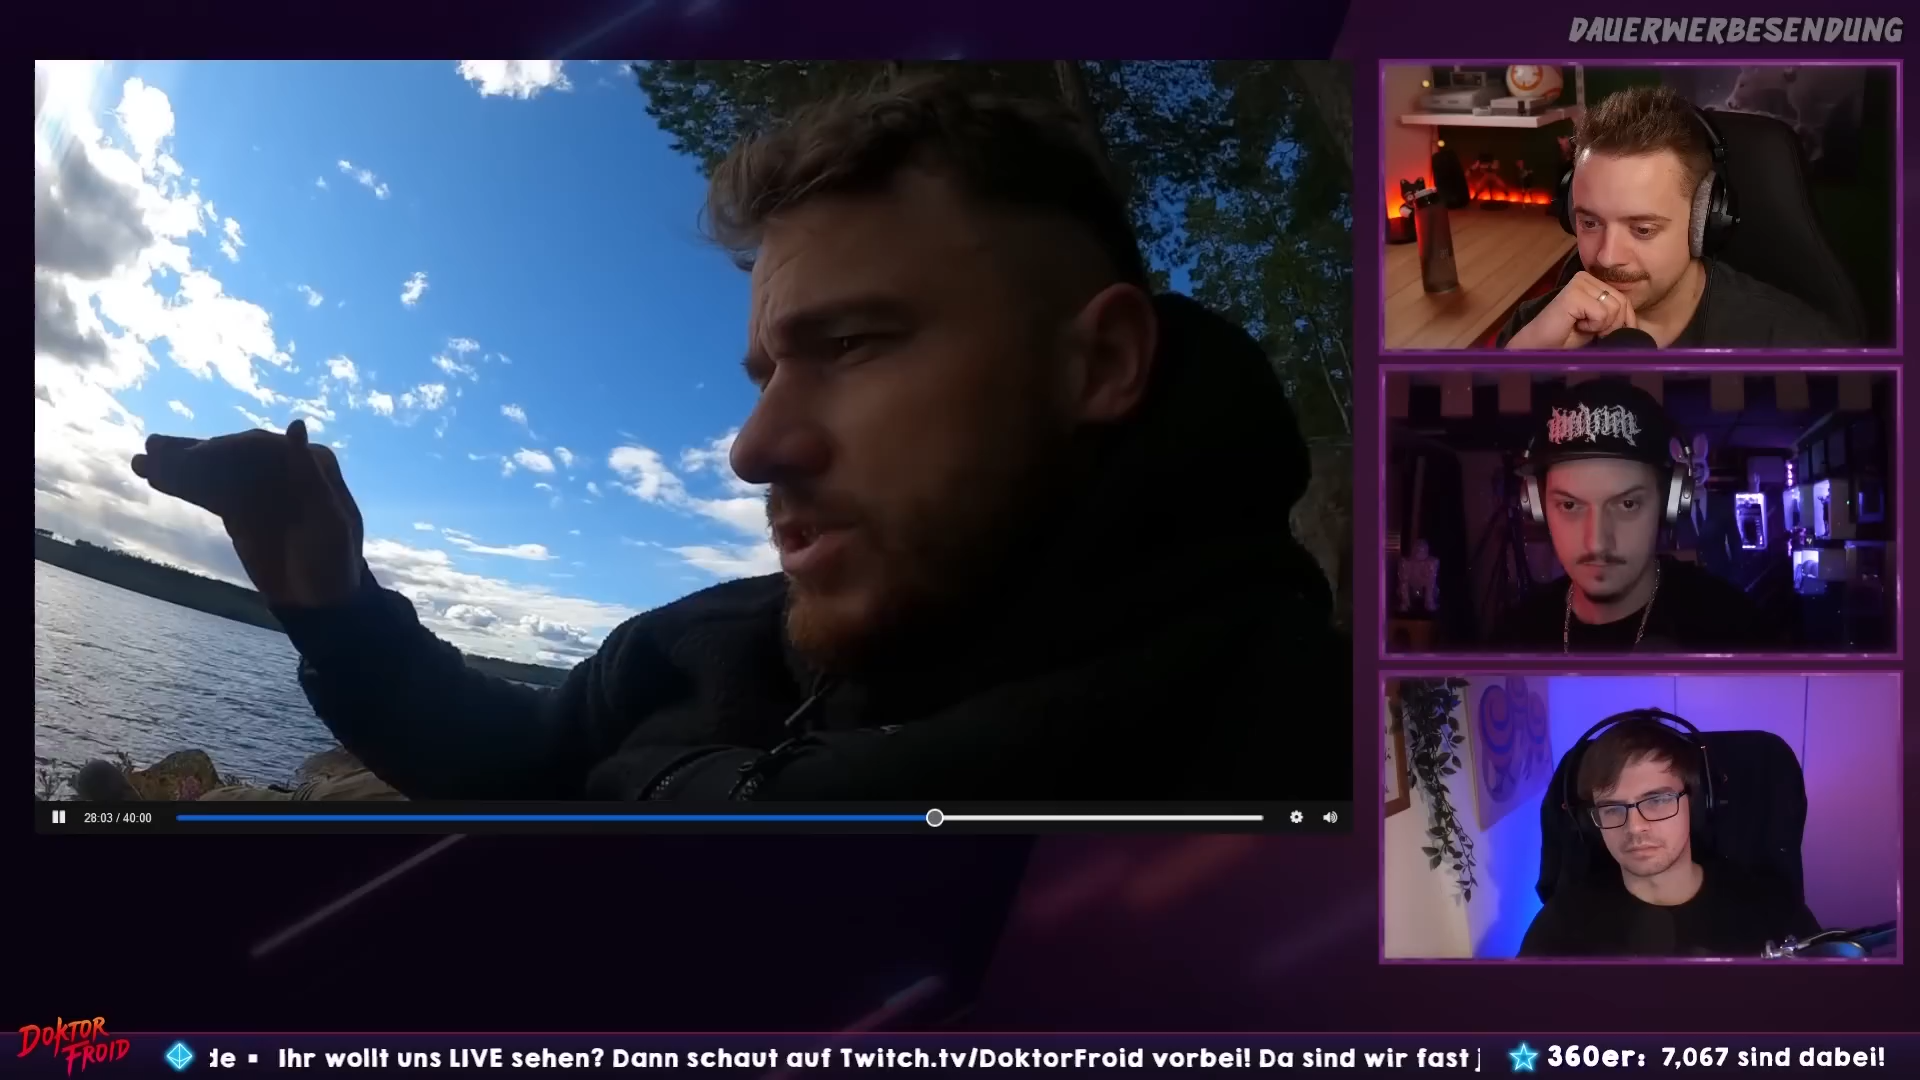 DAUERWERBESENDUNG
28:03 / 40:00
DOKTOR
FROID
de ▪ Ihr wollt uns LIVE sehen? Dann schaut auf Twitch.tv/DoktorFroid vorbei! Da sind wir fast j
360er: 7,067 sind dabei!